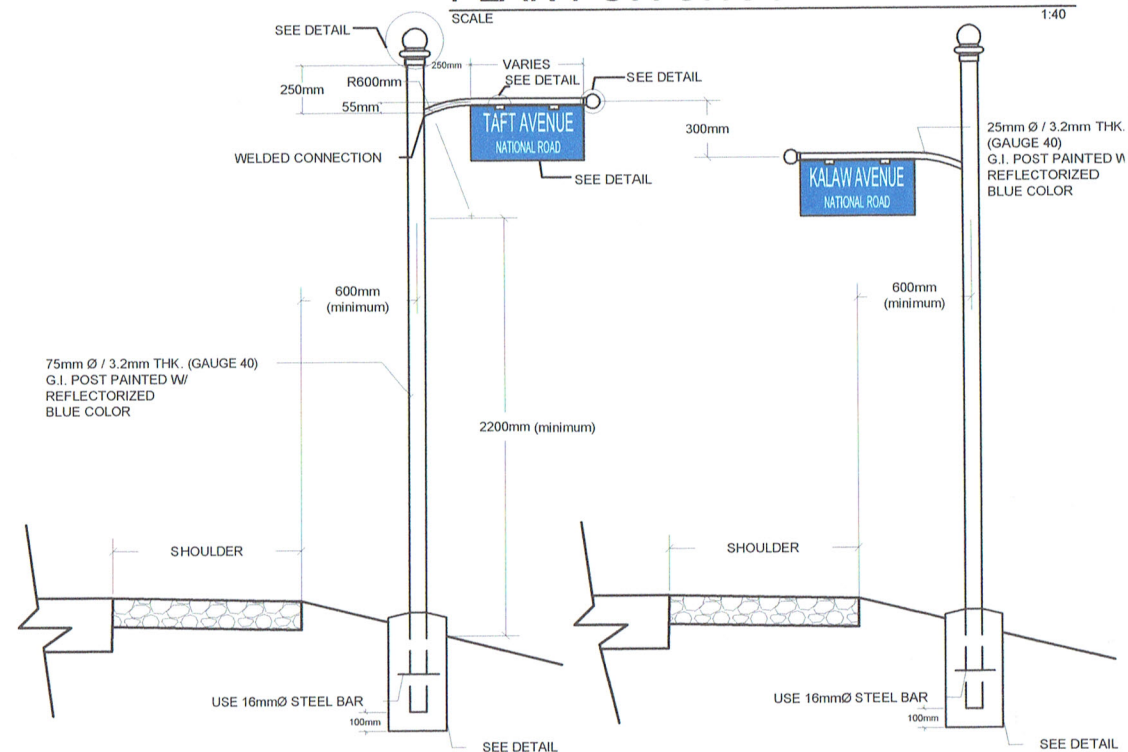 SCALE
1:40
SEE DETAIL
250mm
VARIES
SEE DETAIL
SEE DETAIL
R600mm
250mm
55mm
TAFT AVENUE
NATIONAL ROAD
WELDED CONNECTION
SEE DETAIL
600mm
(minimum)
75mm Ø / 3.2mm THK. (GAUGE 40)
G.I. POST PAINTED W/
REFLECTORIZED
BLUE COLOR
2200mm (minimum)
SHOULDER
USE 16mmØ STEEL BAR
100mm
SEE DETAIL
300mm
25mm Ø / 3.2mm THK.
(GAUGE 40)
G.I. POST PAINTED W
REFLECTORIZED
BLUE COLOR
KALAW AVENUE
NATIONAL ROAD
600mm
(minimum)
SHOULDER
USE 16mmØ STEEL BAR
100mm
SEE DETAIL